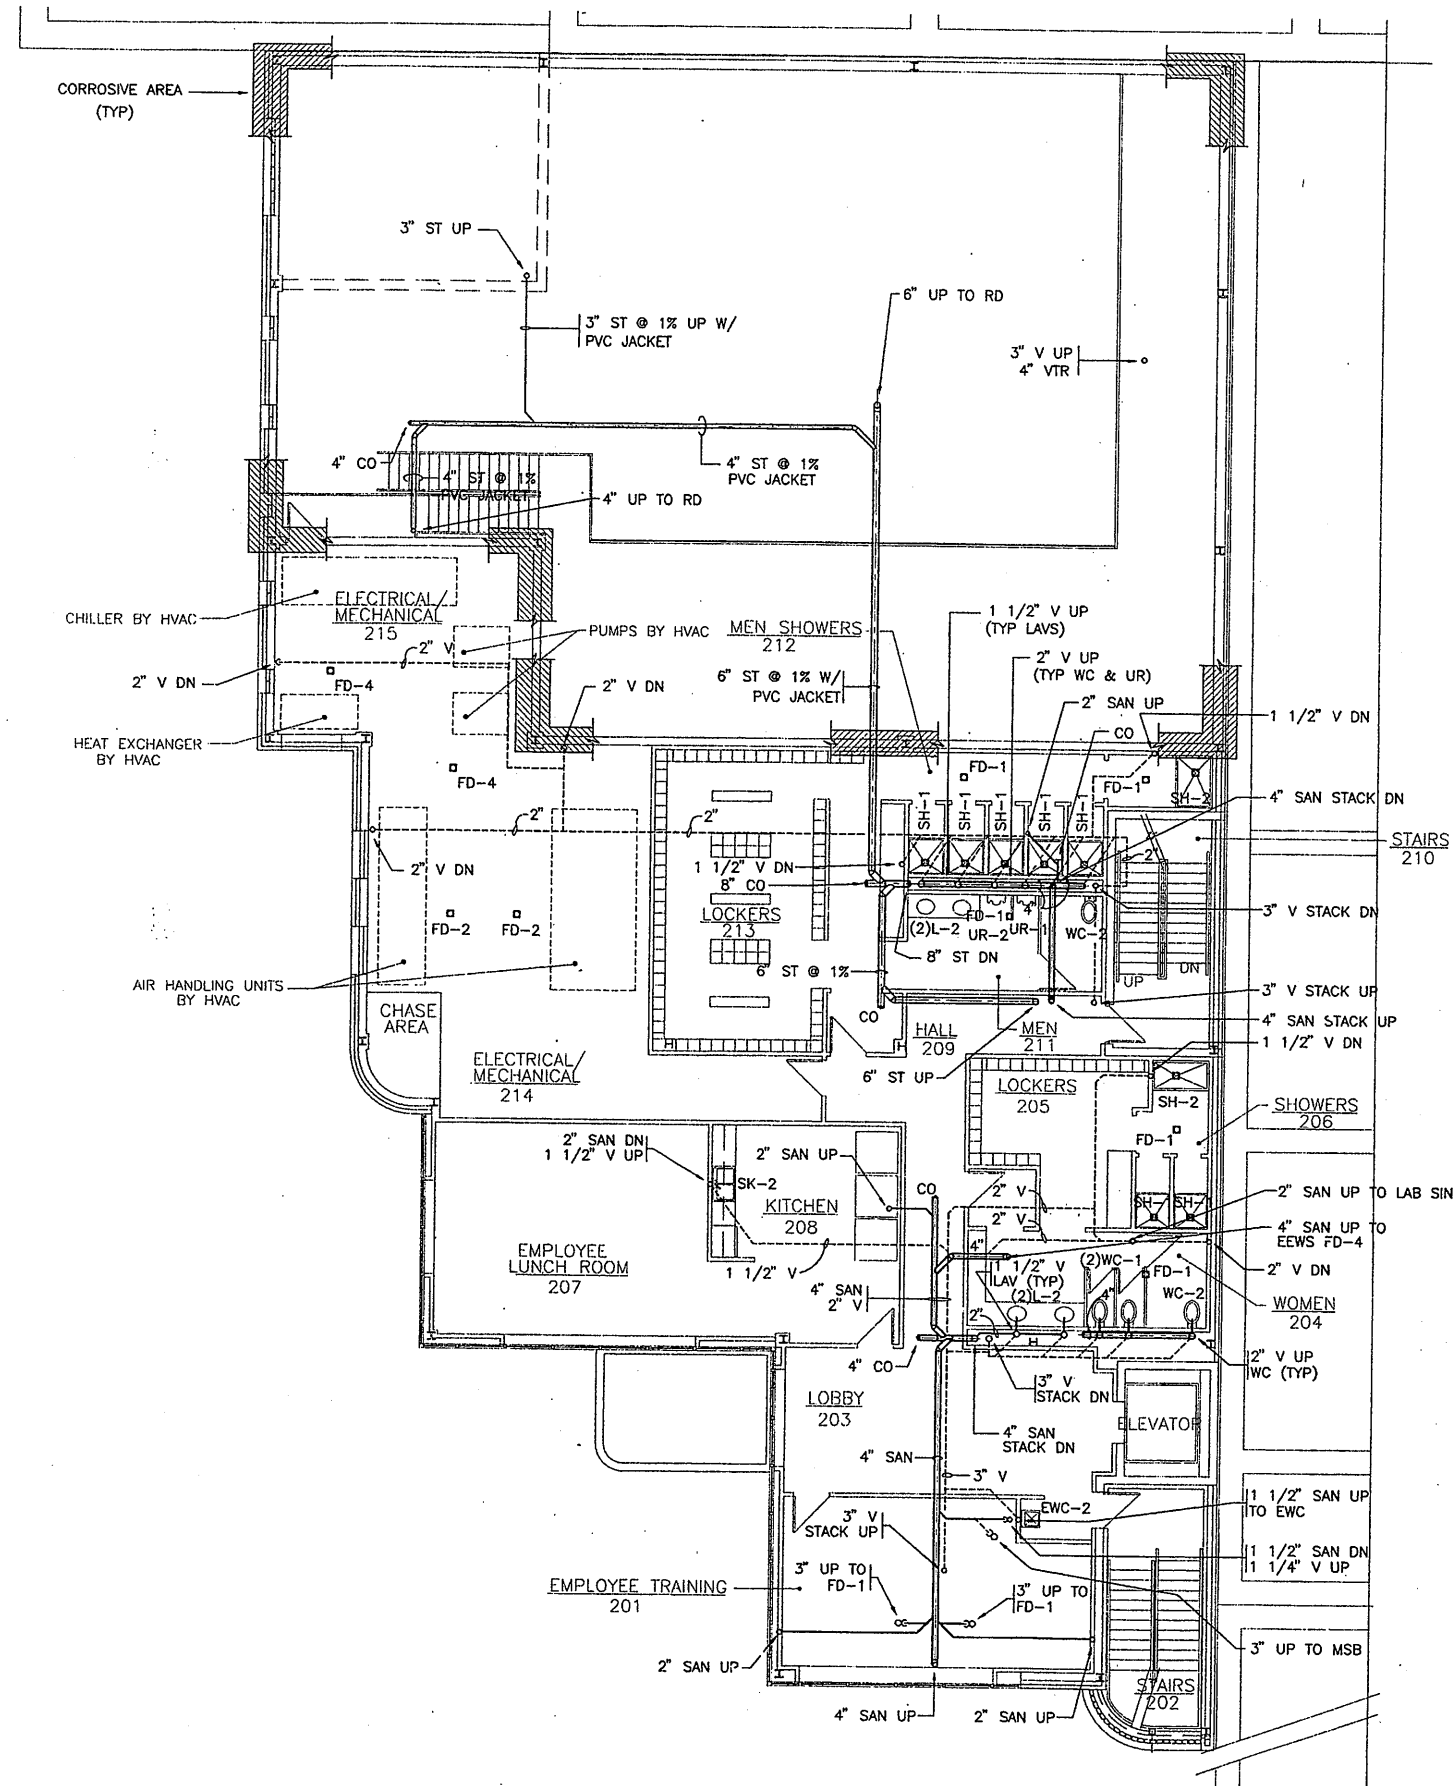 CORROSIVE AREA
(TYP)
3" ST UP
6" UP TO RD
3" ST @ 1% UP W/
PVC JACKET
3" V UP
4" VTR
4" CO
4" ST @ 1%
PVC JACKET
4" ST @ 1%
PVC JACKET
4" UP TO RD
CHILLER BY HVAC
ELECTRICAL/
MECHANICAL
215
PUMPS BY HVAC
MEN SHOWERS
212
1 1/2" V UP
(TYP LAVS)
2" V
2" V DN
FD-4
2" V DN
6" ST @ 1% W/
PVC JACKET
2" V UP
(TYP WC & UR)
2" SAN UP
1 1/2" V DN
CO
HEAT EXCHANGER
BY HVAC
FD-4
FD-1
FD-1
SH-2
SH-1
SH-1
SH-1
SH-1
SH-1
4" SAN STACK DN
2"
2"
STAIRS
210
2"
2" V DN
1 1/2" V DN
8" CO
LOCKERS
213
FD-2
FD-2
(2)L-2
FD-1
UR-2
UR-1
4"
WC-2
3" V STACK DN
8" ST DN
6" ST @ 1%
UP
DN
AIR HANDLING UNITS
BY HVAC
CHASE
AREA
3" V STACK UP
CO
HALL
209
MEN
211
4" SAN STACK UP
1 1/2" V DN
ELECTRICAL/
MECHANICAL
214
6" ST UP
LOCKERS
205
SH-2
SHOWERS
206
FD-1
2" SAN DN
1 1/2" V UP
2" SAN UP
SK-2
CO
KITCHEN
208
2" V
2" V
SH-
SH-
2" SAN UP TO LAB SIN
4" SAN UP TO
EEWS FD-4
EMPLOYEE
LUNCH ROOM
207
1 1/2" V
4"
1 1/2" V
LAV (TYP)
(2)L-2
(2)WC-1
FD-1
WC-2
2" V DN
4" SAN
2" V
4"
WOMEN
204
2"
4" CO
2" V UP
WC (TYP)
3" V
STACK DN
LOBBY
203
ELEVATOR
4" SAN
STACK DN
4" SAN
3" V
EWC-2
1 1/2" SAN UP
TO EWC
3" V
STACK UP
1 1/2" SAN DN
1 1/4" V UP
3" UP TO
FD-1
EMPLOYEE TRAINING
201
3" UP TO
FD-1
3" UP TO MSB
2" SAN UP
STAIRS
202
4" SAN UP
2" SAN UP